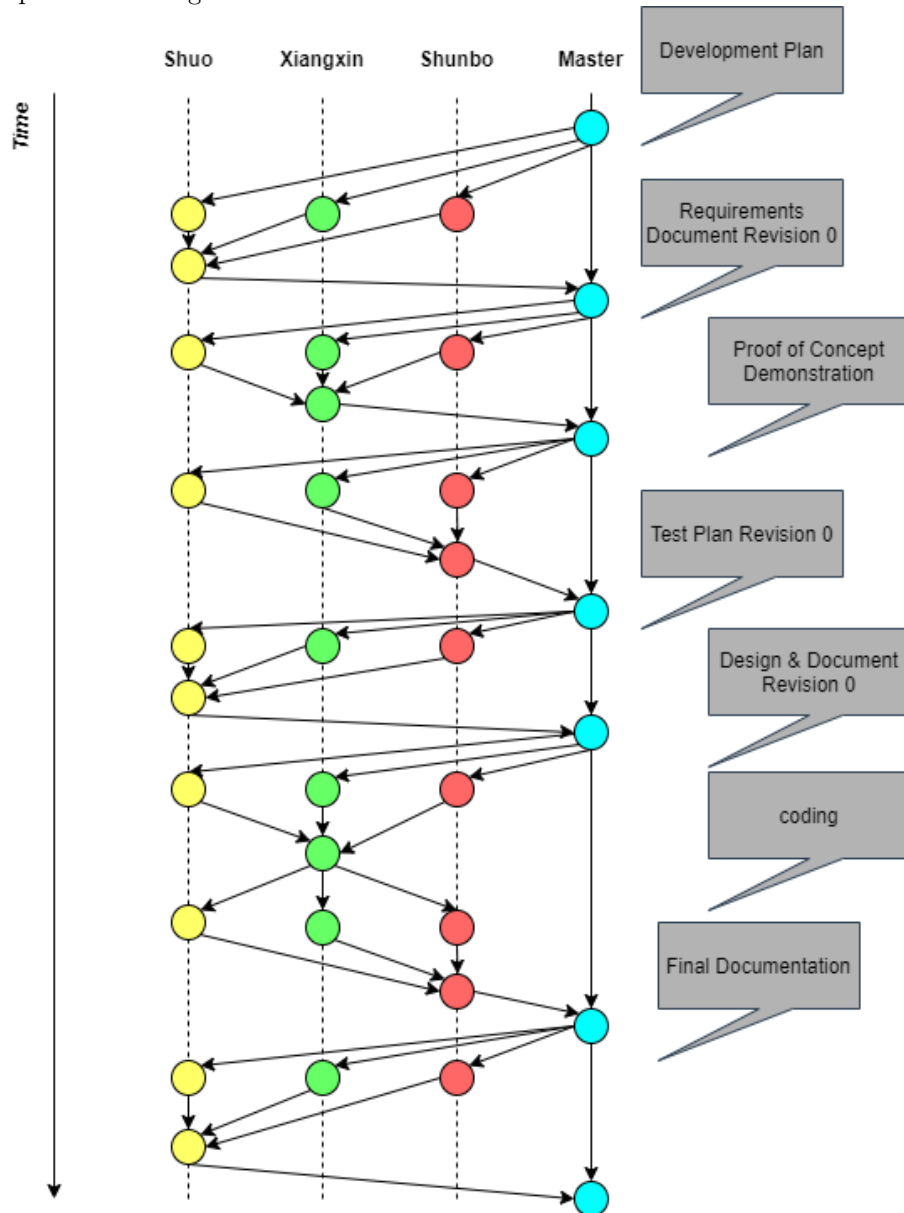 Shuo
Xiangxin
Shunbo
Master
Time
Development Plan
Requirements
Document Revision 0
Proof of Concept
Demonstration
Test Plan Revision 0
Design & Document
Revision 0
coding
Final Documentation